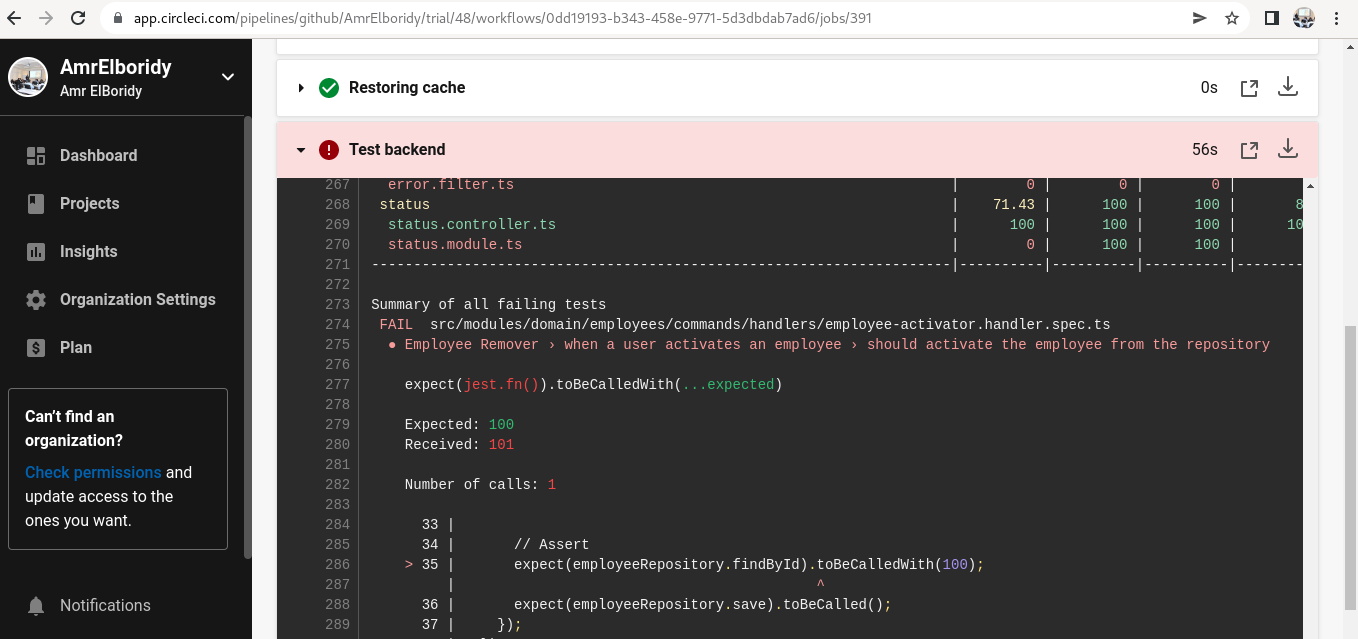 app.circleci.com/pipelines/github/AmrElboridy/trial/48/workflows/0dd19193-b343-458e-9771-5d3dbdab7ad6/jobs/391
AmrElboridy
Amr ElBoridy
Dashboard
Projects
Insights
Organization Settings
Plan
Can't find an
organization?
Check permissions and
update access to the
ones you want.
Notifications
Restoring cache 0s
Test backend 56s
267 error.filter.ts | 0 | 0 | 0 |
268 status | 71.43 | 100 | 100 | 8
269 status.controller.ts | 100 | 100 | 100 | 10
270 status.module.ts | 0 | 100 | 100 |
271 ---------------------------------------------------------------------|----------|----------|----------|--------
272
273 Summary of all failing tests
274 FAIL src/modules/domain/employees/commands/handlers/employee-activator.handler.spec.ts
275 ● Employee Remover › when a user activates an employee › should activate the employee from the repository
276
277 expect(jest.fn()).toBeCalledWith(...expected)
278
279 Expected: 100
280 Received: 101
281
282 Number of calls: 1
283
284 33 |
285 34 | // Assert
286 > 35 | expect(employeeRepository.findById).toBeCalledWith(100);
287 | ^
288 36 | expect(employeeRepository.save).toBeCalled();
289 37 | });